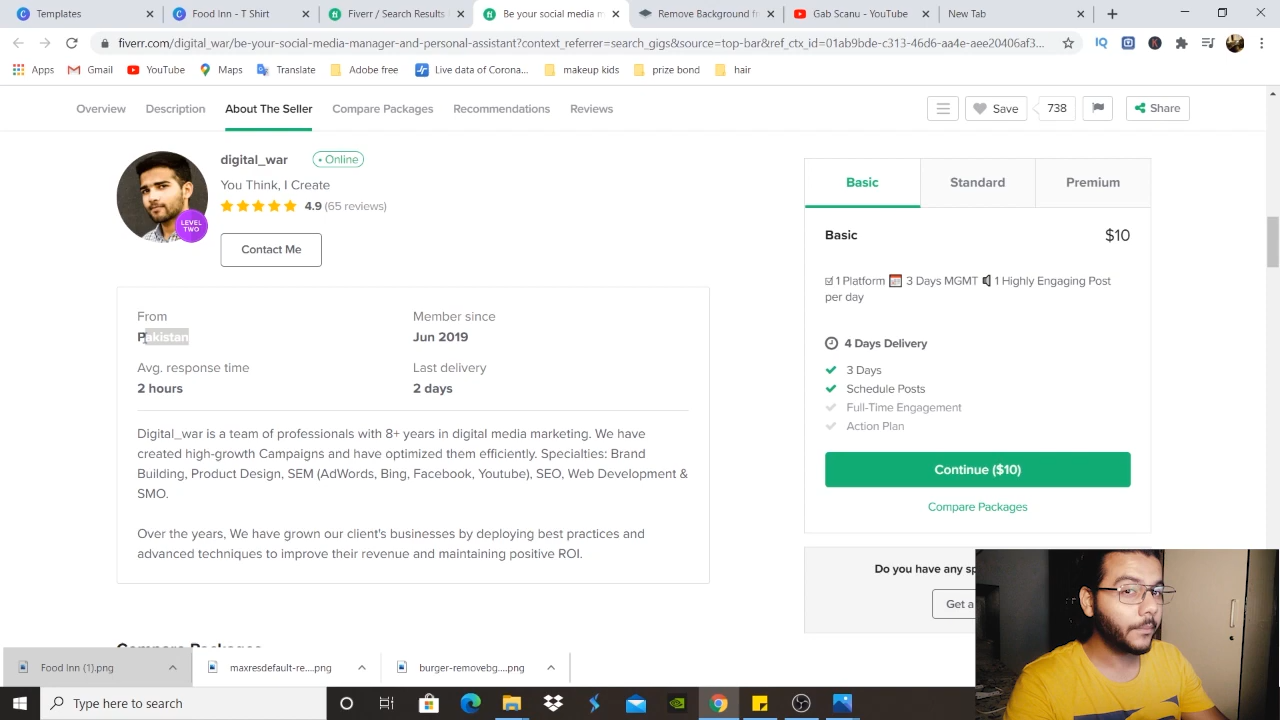 Templates
Fiverr / Search Results
Be your social media m
Remove Background f
Gab Scanu - YouTube
New Tab
fiverr.com/digital_war/be-your-social-media-manager-and-personal-assistant?context_referrer=search_gigs&source=top-bar&ref_ctx_id=01ab9bde-c313-46d6-aa4e-aee20406af3...
Apps
Gmail
YouTube
Maps
Translate
Adobe free
Live data of Corona...
makeup kids
prize bond
hair
Overview
Description
About The Seller
Compare Packages
Recommendations
Reviews
Save
738
Share
digital_war
• Online
You Think, I Create
4.9 (65 reviews)
LEVEL
TWO
Contact Me
From
Pakistan
Member since
Jun 2019
Avg. response time
2 hours
Last delivery
2 days
Digital_war is a team of professionals with 8+ years in digital media marketing. We have
created high-growth Campaigns and have optimized them efficiently. Specialties: Brand
Building, Product Design, SEM (AdWords, Bing, Facebook, Youtube), SEO, Web Development &
SMO.
Over the years, We have grown our client's businesses by deploying best practices and
advanced techniques to improve their revenue and maintaining positive ROI.
Basic
Standard
Premium
Basic
$10
1 Platform 3 Days MGMT 1 Highly Engaging Post
per day
4 Days Delivery
3 Days
Schedule Posts
Full-Time Engagement
Action Plan
Continue ($10)
Compare Packages
Do you have any sp
Get a
Compare Packages
Food Inn (1).png
maxresdefault-re....png
burger-removebg....png
Type here to search